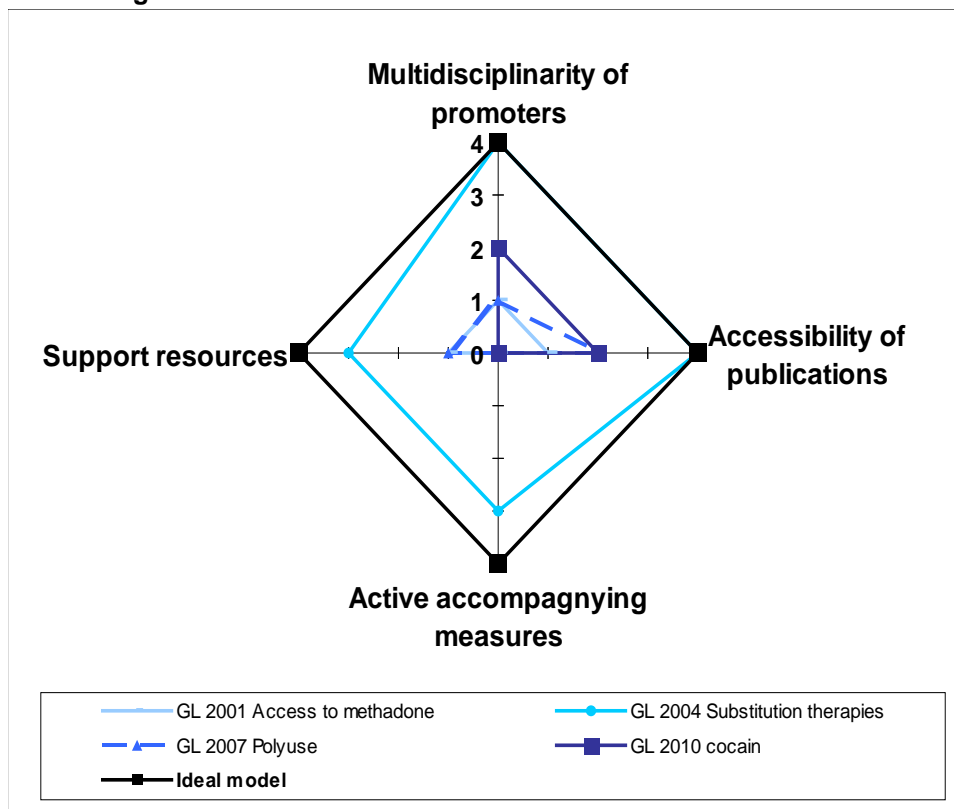 Multidisciplinarity of
promoters
4
3
2
1
0
Support resources
Accessibility of
publications
Active accompagnying
measures
GL 2001 Access to methadone
GL 2004 Substitution therapies
GL 2007 Polyuse
GL 2010 cocain
Ideal model